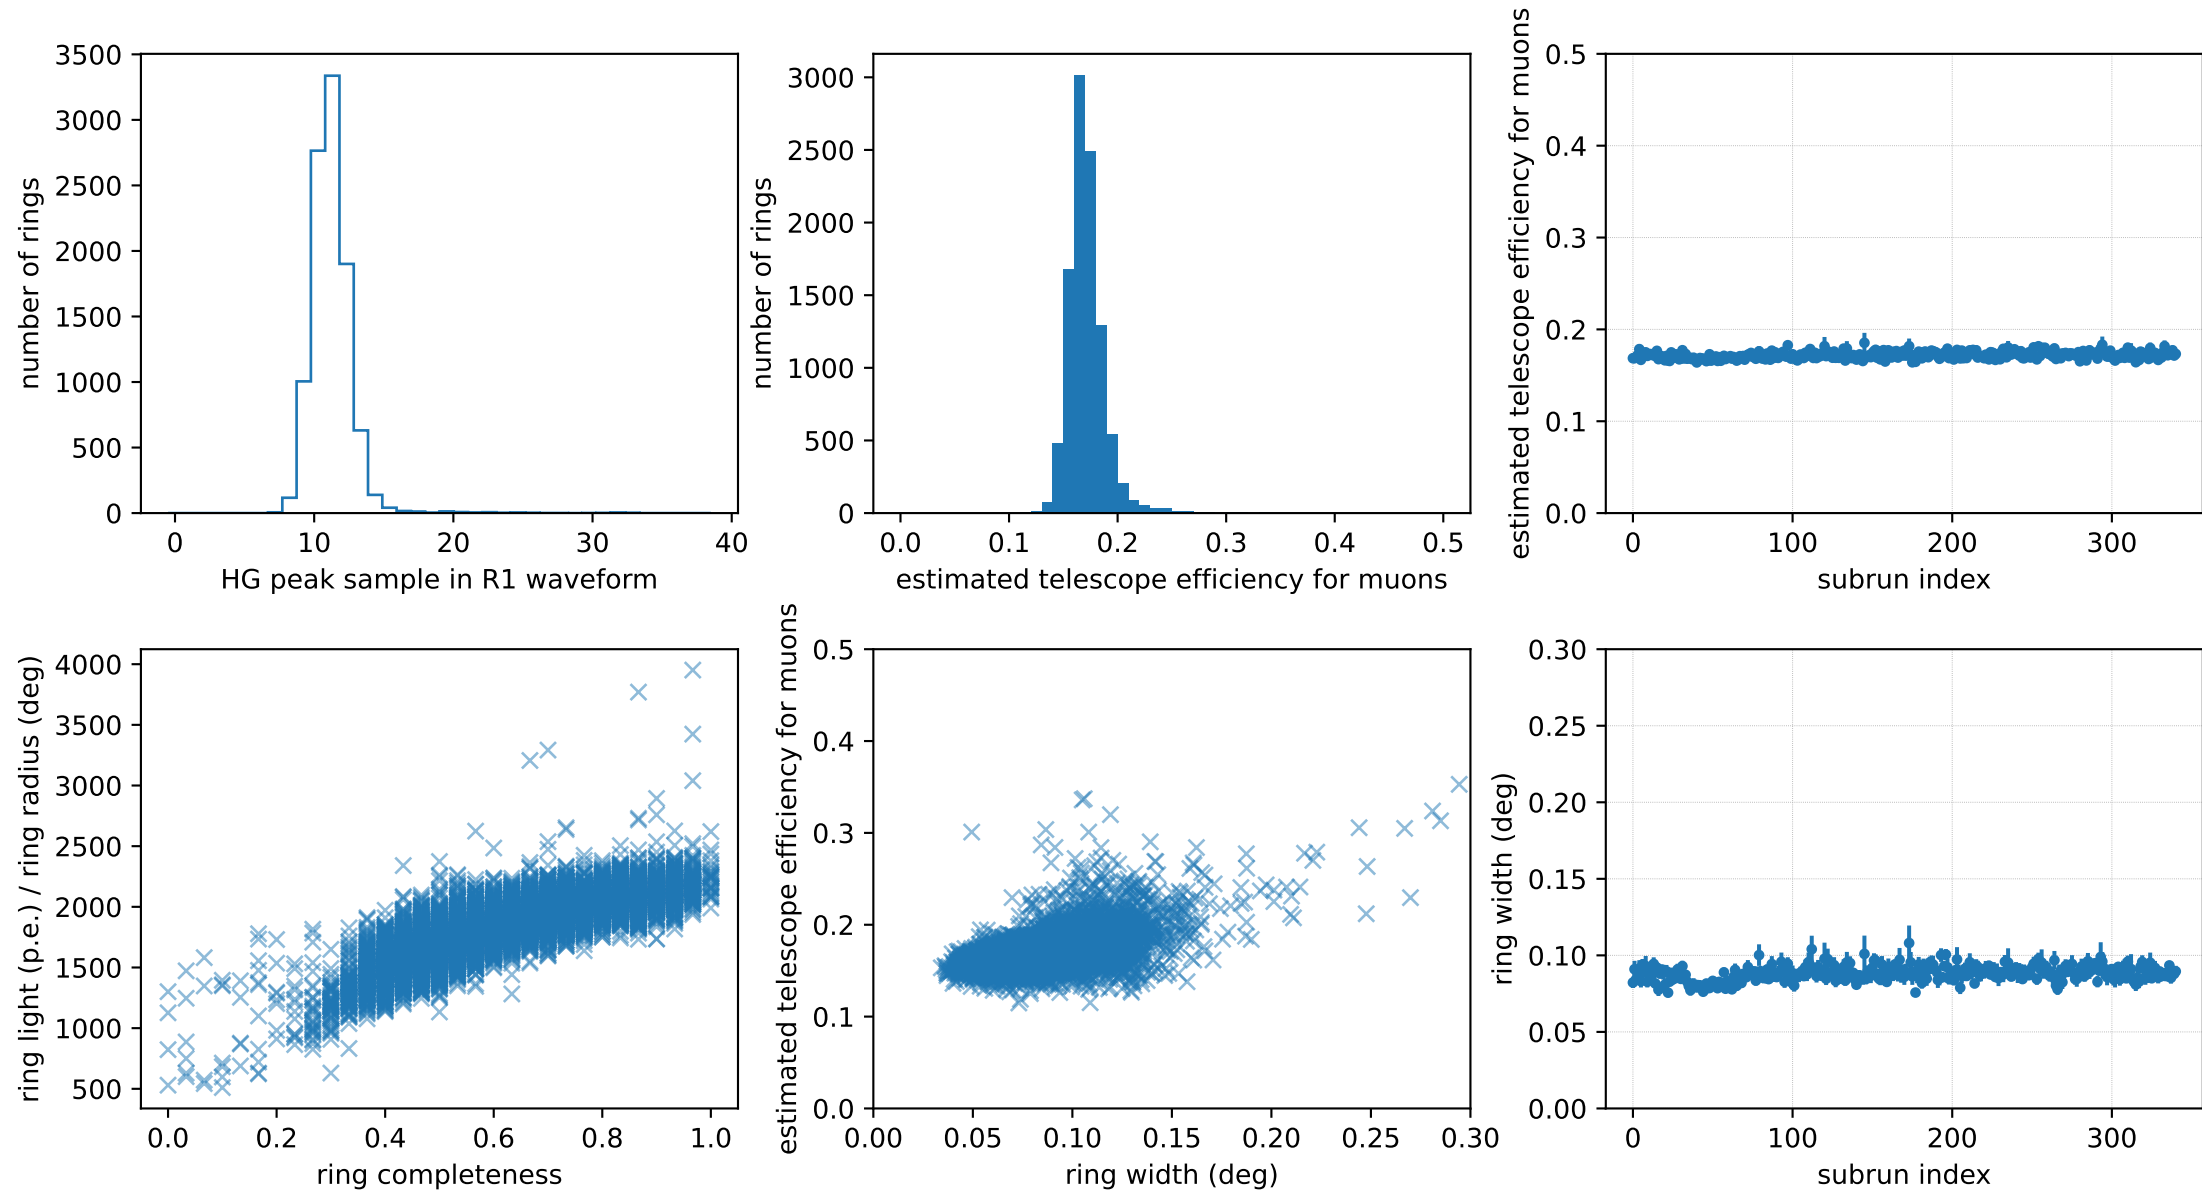 3500
3000
2500
2000
1500
1000
500
0
number of rings
0 10 20 30 40
HG peak sample in R1 waveform
3000
2500
2000
1500
1000
500
0
number of rings
0.0 0.1 0.2 0.3 0.4 0.5
estimated telescope efficiency for muons
0.5
0.4
0.3
0.2
0.1
0.0
estimated telescope efficiency for muons
0 100 200 300
subrun index
4000
3500
3000
2500
2000
1500
1000
500
ring light (p.e.) / ring radius (deg)
0.0 0.2 0.4 0.6 0.8 1.0
ring completeness
0.5
0.4
0.3
0.2
0.1
0.0
estimated telescope efficiency for muons
0.00 0.05 0.10 0.15 0.20 0.25 0.30
ring width (deg)
0.30
0.25
0.20
0.15
0.10
0.05
0.00
ring width (deg)
0 100 200 300
subrun index